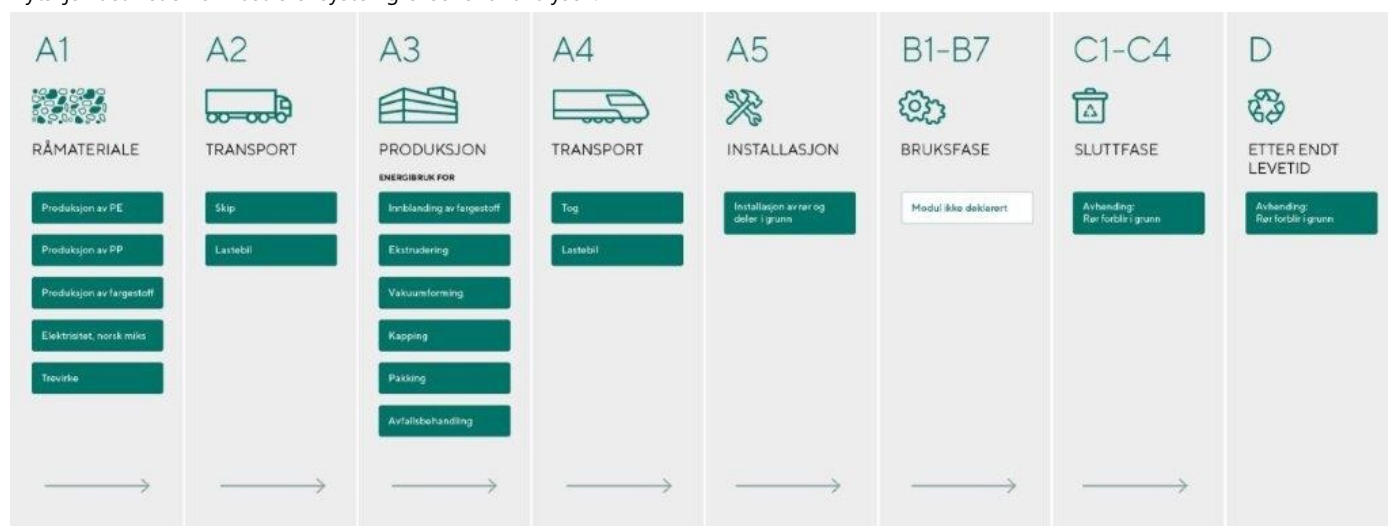 A1
RÅMATERIALE
Produksjon av PE
Produksjon av PP
Produksjon av fargestoff
Elektrisitet, norsk miks
Trevirke
A2
TRANSPORT
Skip
Lastebil
A3
PRODUKSJON
ENERGIBRUK FOR
Innblanding av fargestoff
Ekstrudering
Vakuumforming
Kapping
Pakking
Avfallsbehandling
A4
TRANSPORT
Tog
Lastebil
A5
INSTALLASJON
Installasjon av rør og
deler i grunn
B1-B7
BRUKSFASE
Modul ikke deklarert
C1-C4
SLUTTFASE
Avhending:
Rør forblir i grunn
D
ETTER ENDT
LEVETID
Avhending:
Rør forblir i grunn